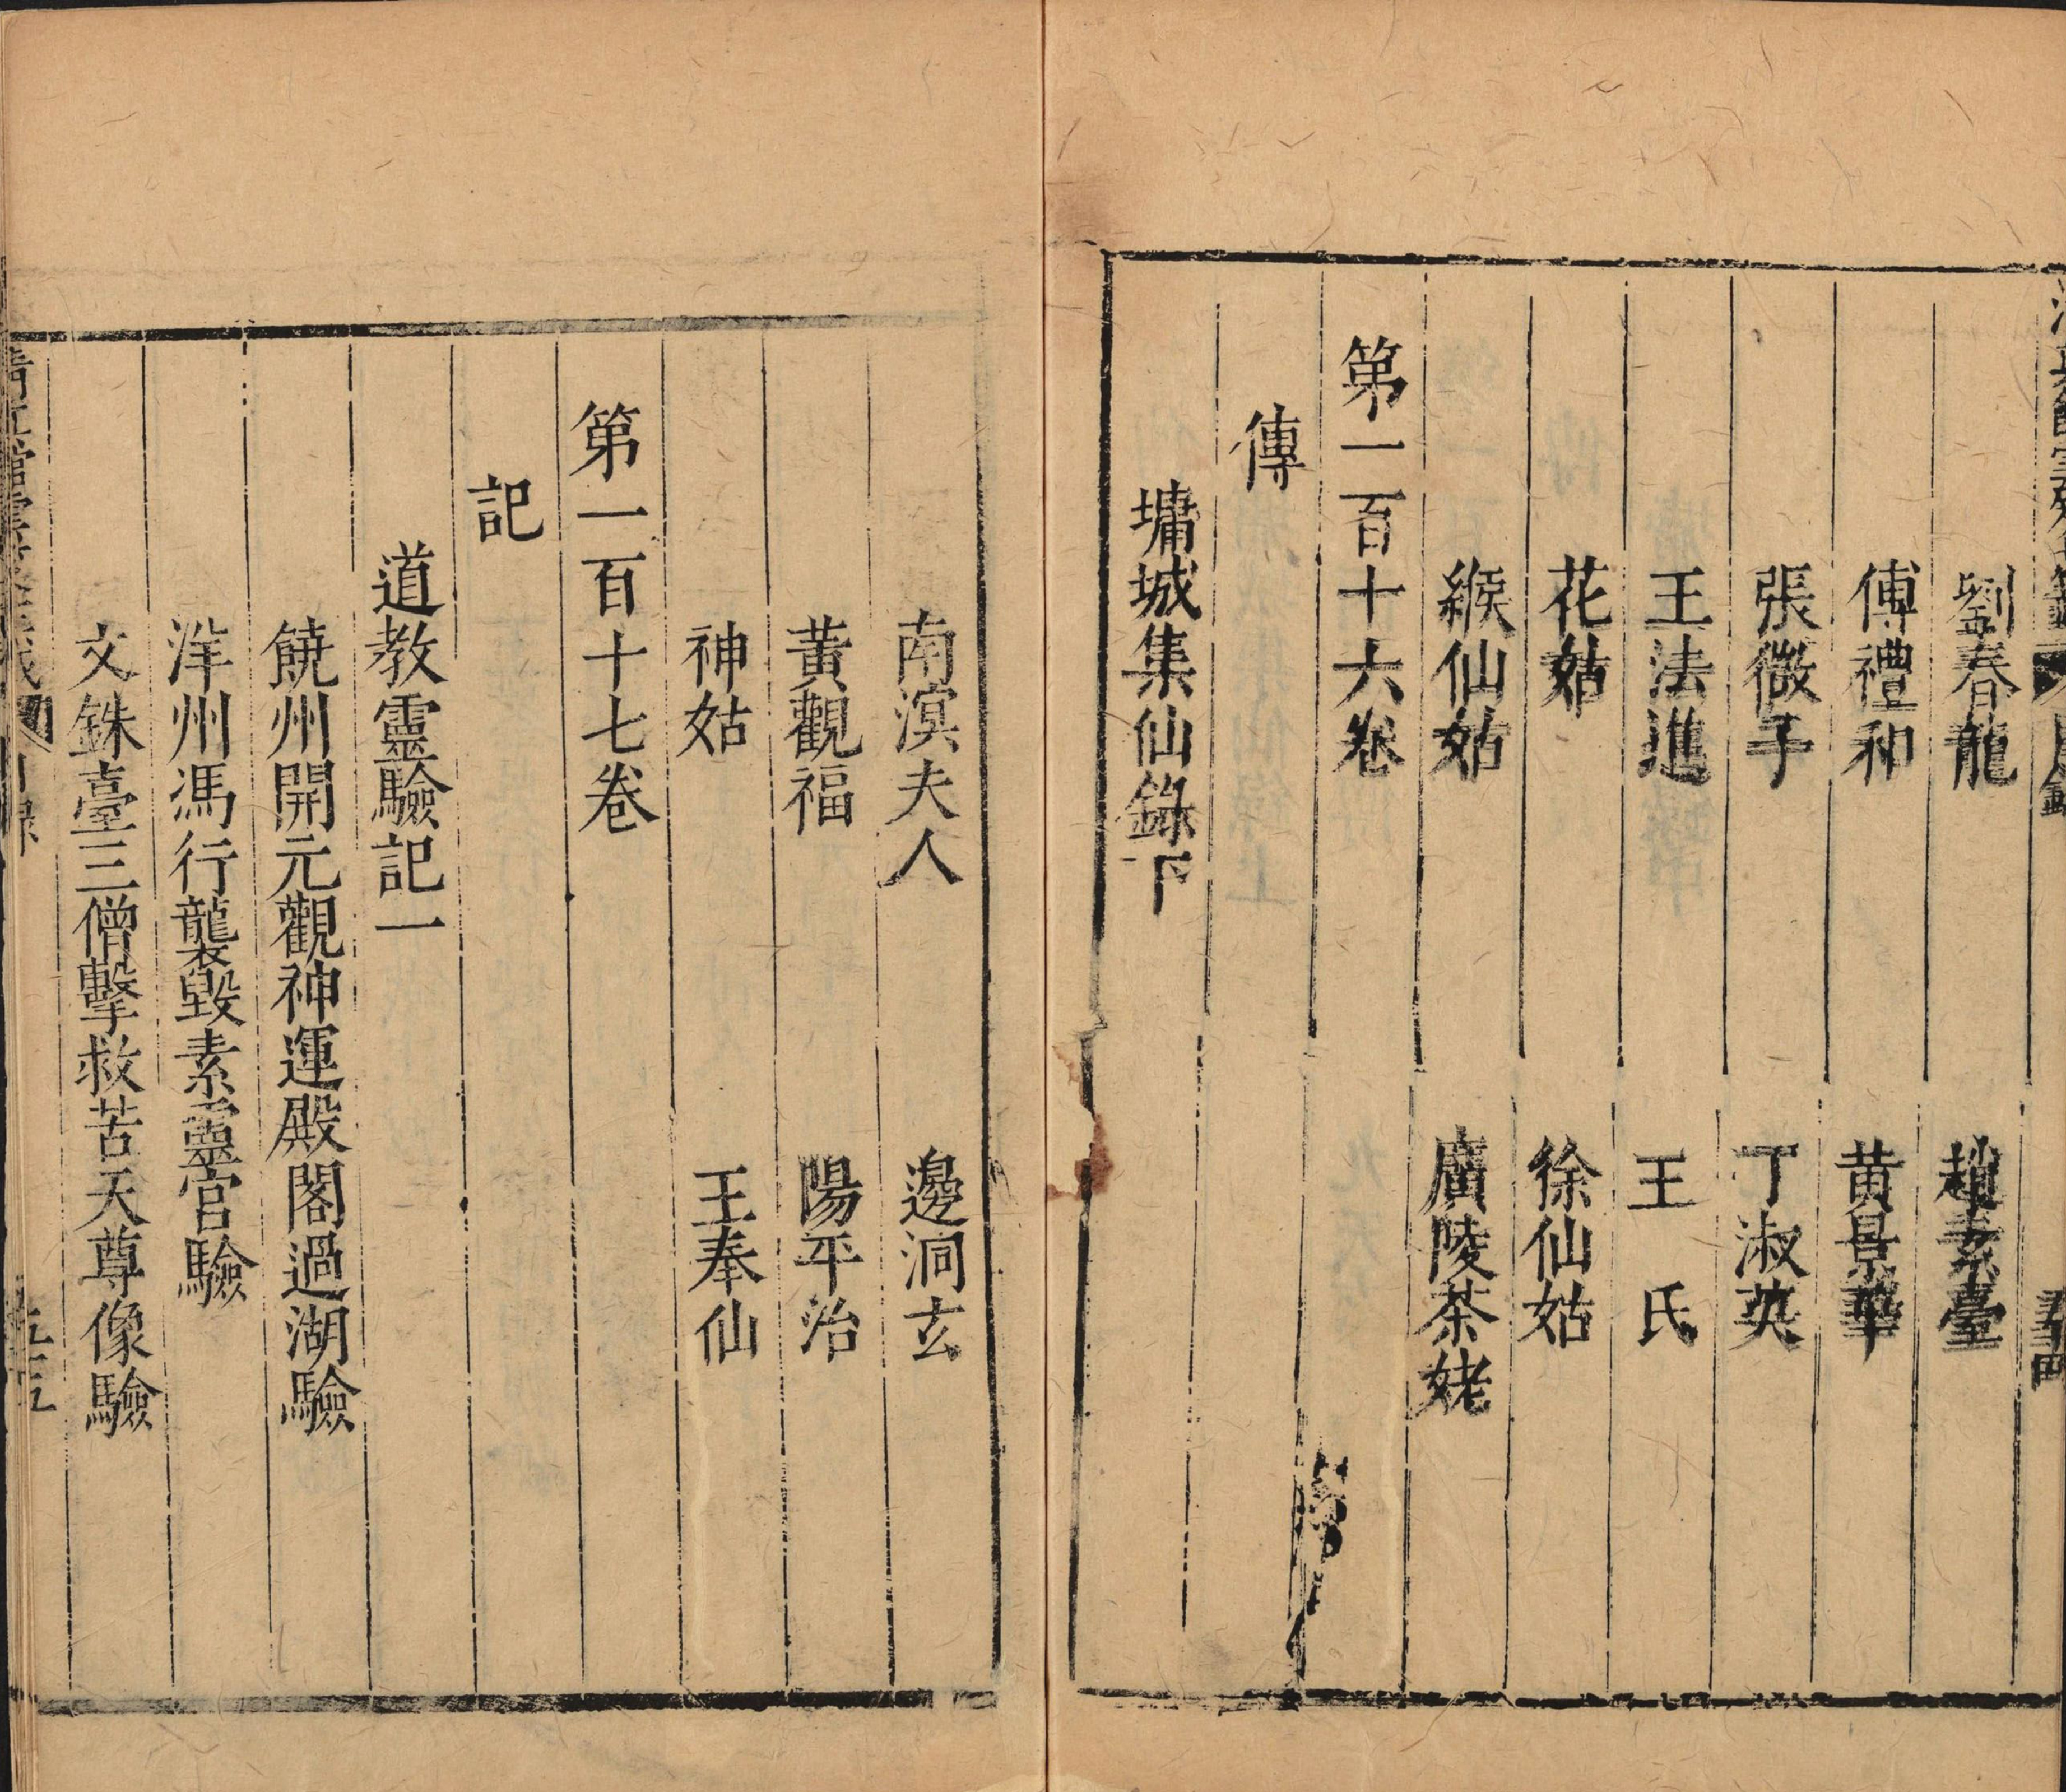 劉春龍 趙素臺
傅禮和 黄景華
張微子 丁淑英
王法進 王氏
花姑 徐仙姑
緱仙姑 廣陵茶姥
第一百十六卷
傳
墉城集仙錄下
南溟夫人 邊洞玄
黃觀福 陽平治
神姑 王奉仙
第一百十七卷
記
道教靈驗記一
饒州開元觀神運殿閣過湖驗
洋州馮行襲毀素靈官驗
文銖臺三僧擊救苦天尊像驗